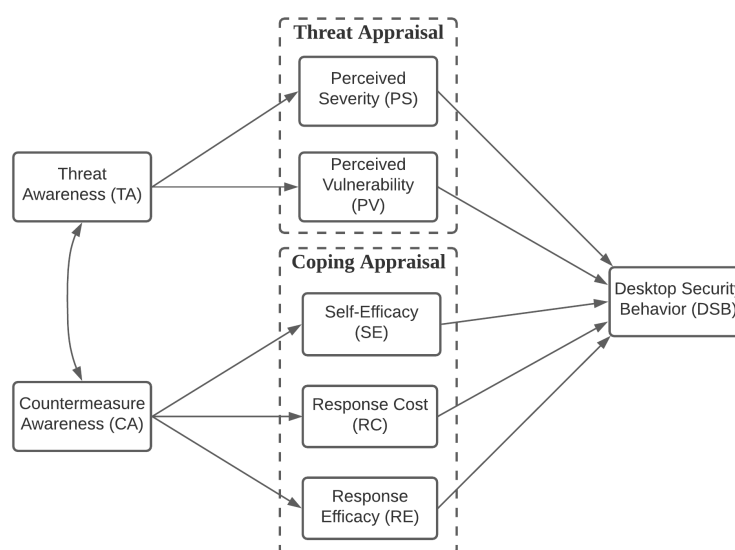 Threat Appraisal
Perceived
Severity (PS)
Perceived
Vulnerability
(PV)
Threat
Awareness (TA)
Coping Appraisal
Self-Efficacy
(SE)
Desktop Security
Behavior (DSB)
Countermeasure
Awareness (CA)
Response Cost
(RC)
Response
Efficacy (RE)